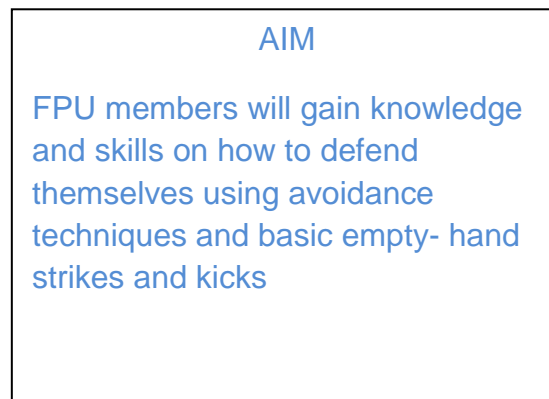 AIM
FPU members will gain knowledge
and skills on how to defend
themselves using avoidance
techniques and basic empty- hand
strikes and kicks